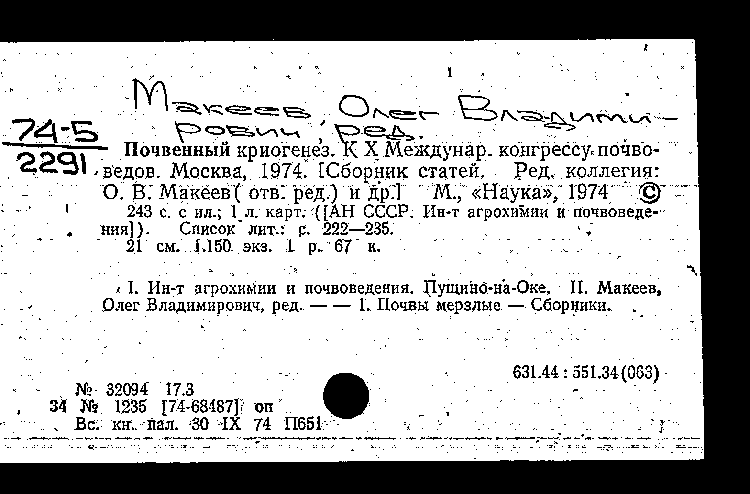 Макеев, Олег Владими-
рович, ред.
74-5
2291
Почвенный криогенез. К X Междунар. конгрессу почво-
ведов. Москва, 1974. [Сборник статей. Ред. коллегия:
О. В. Макеев (отв. ред.) и др.] М., «Наука», 1974 ©
243 с. с ил.; 1 л. карт. ([АН СССР. Ин-т агрохимии и почвоведе-
ния]). Список лит.: с. 222—235.
21 см. 1.150 экз. 1 р. 67 к.
I. Ин-т агрохимии и почвоведения. Пущино-на-Оке. II. Макеев,
Олег Владимирович, ред. — — 1. Почвы мерзлые — Сборники.
631.44 : 551.34 (063)
№ 32094 17.3
34 № 1235 [74-68487] оп
Вс. кн. пал. 30 IX 74 П651